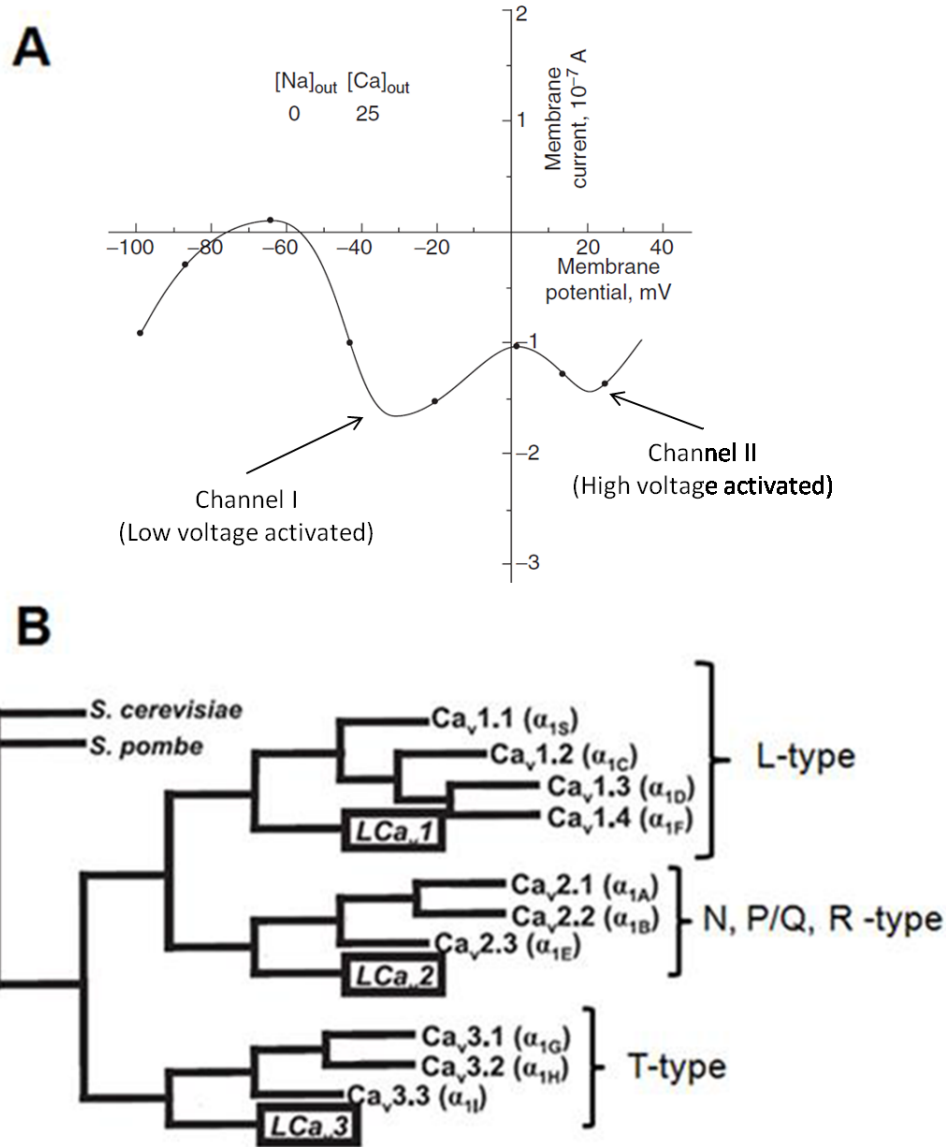 A
[Na]out [Ca]out
0 25
2
1
−1
−2
−3
Membrane
current, 10⁻⁷ A
−100 −80 −60 −40 −20 20 40
Membrane
potential, mV
Channel I
(Low voltage activated)
Channel II
(High voltage activated)
B
S. cerevisiae
S. pombe
Cav1.1 (α1S)
Cav1.2 (α1C)
Cav1.3 (α1D)
Cav1.4 (α1F)
LCav1
L-type
Cav2.1 (α1A)
Cav2.2 (α1B)
Cav2.3 (α1E)
LCav2
N, P/Q, R -type
Cav3.1 (α1G)
Cav3.2 (α1H)
Cav3.3 (α1I)
LCav3
T-type